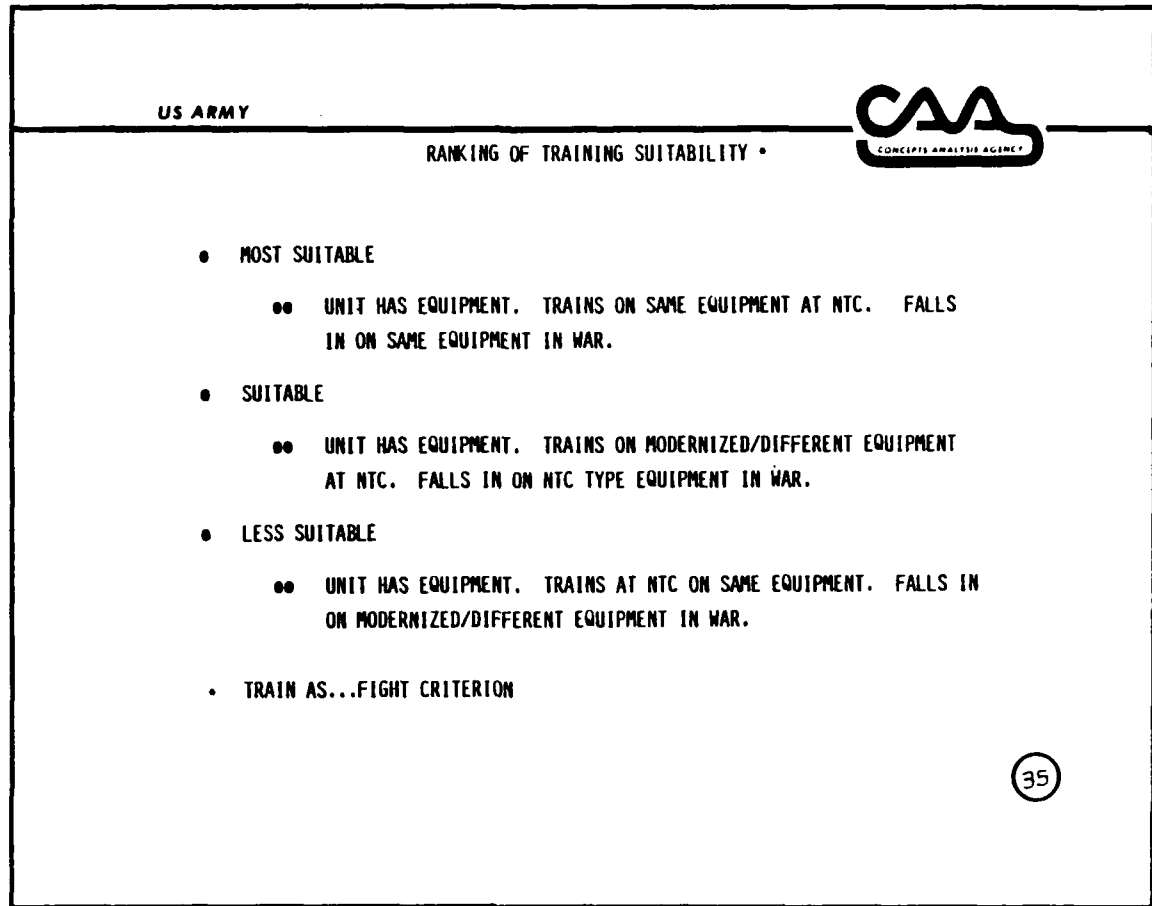 US ARMY
CAA
CONCEPTS ANALYSIS AGENCY
RANKING OF TRAINING SUITABILITY •
• MOST SUITABLE
•• UNIT HAS EQUIPMENT. TRAINS ON SAME EQUIPMENT AT NTC. FALLS
IN ON SAME EQUIPMENT IN WAR.
• SUITABLE
•• UNIT HAS EQUIPMENT. TRAINS ON MODERNIZED/DIFFERENT EQUIPMENT
AT NTC. FALLS IN ON NTC TYPE EQUIPMENT IN WAR.
• LESS SUITABLE
•• UNIT HAS EQUIPMENT. TRAINS AT NTC ON SAME EQUIPMENT. FALLS IN
ON MODERNIZED/DIFFERENT EQUIPMENT IN WAR.
• TRAIN AS...FIGHT CRITERION
35